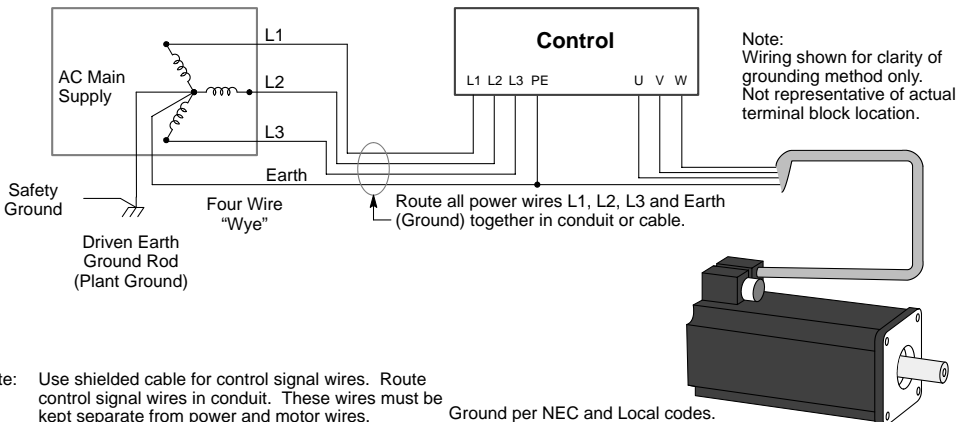 AC Main
Supply
L1
L2
L3
Earth
Four Wire
“Wye”
Safety
Ground
Driven Earth
Ground Rod
(Plant Ground)
Control
L1 L2 L3 PE
U V W
Route all power wires L1, L2, L3 and Earth
(Ground) together in conduit or cable.
Note:
Wiring shown for clarity of
grounding method only.
Not representative of actual
terminal block location.
te: Use shielded cable for control signal wires. Route
control signal wires in conduit. These wires must be
kept separate from power and motor wires.
Ground per NEC and Local codes.